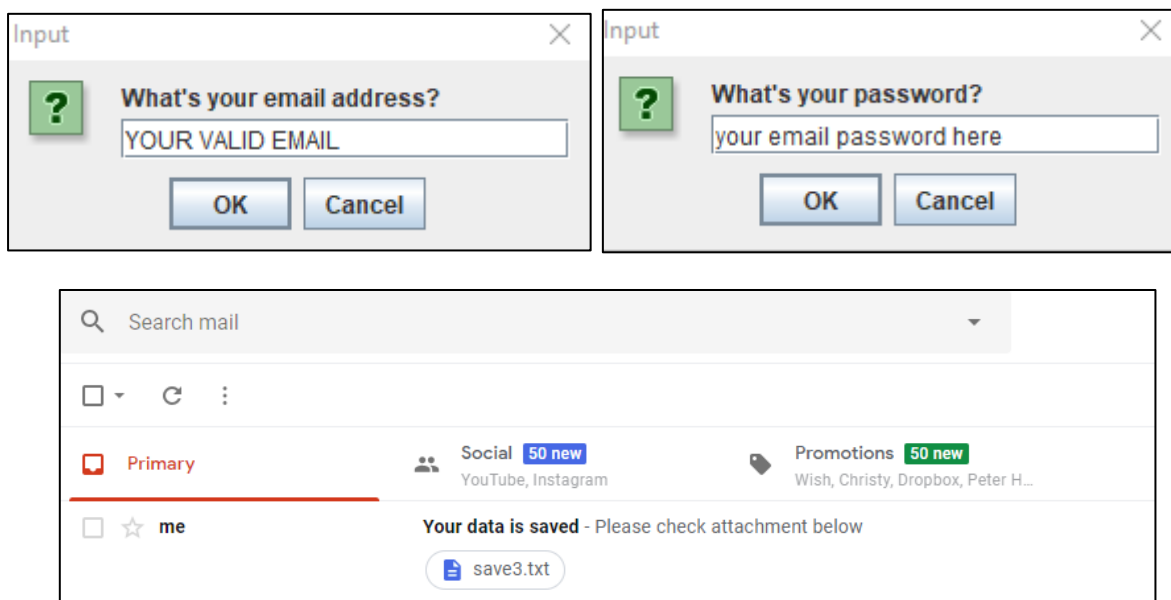 Input
What's your email address?
YOUR VALID EMAIL
OK Cancel
Input
What's your password?
your email password here
OK Cancel
Search mail
Primary
Social 50 new
YouTube, Instagram
Promotions 50 new
Wish, Christy, Dropbox, Peter H...
me Your data is saved - Please check attachment below
save3.txt